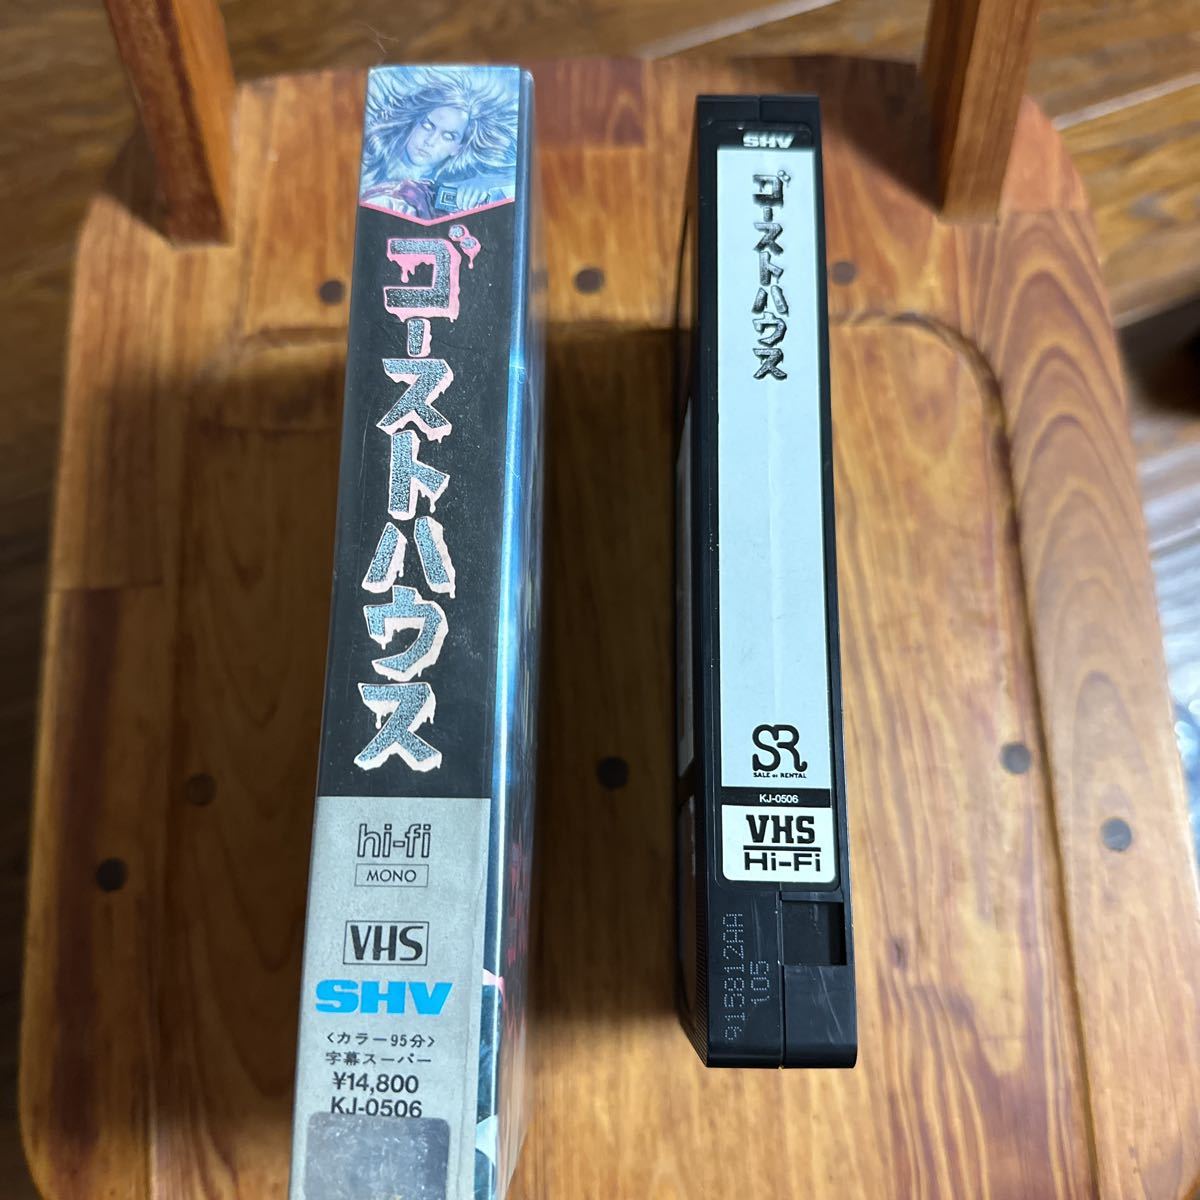 ゴーストハウス
hi-fi
MONO
VHS
SHV
〈カラー95分〉
字幕スーパー
¥14,800
KJ-0506
SHV
ゴーストハウス
SR
SALE or RENTAL
KJ-0506
VHS
Hi-Fi
915812AA
105